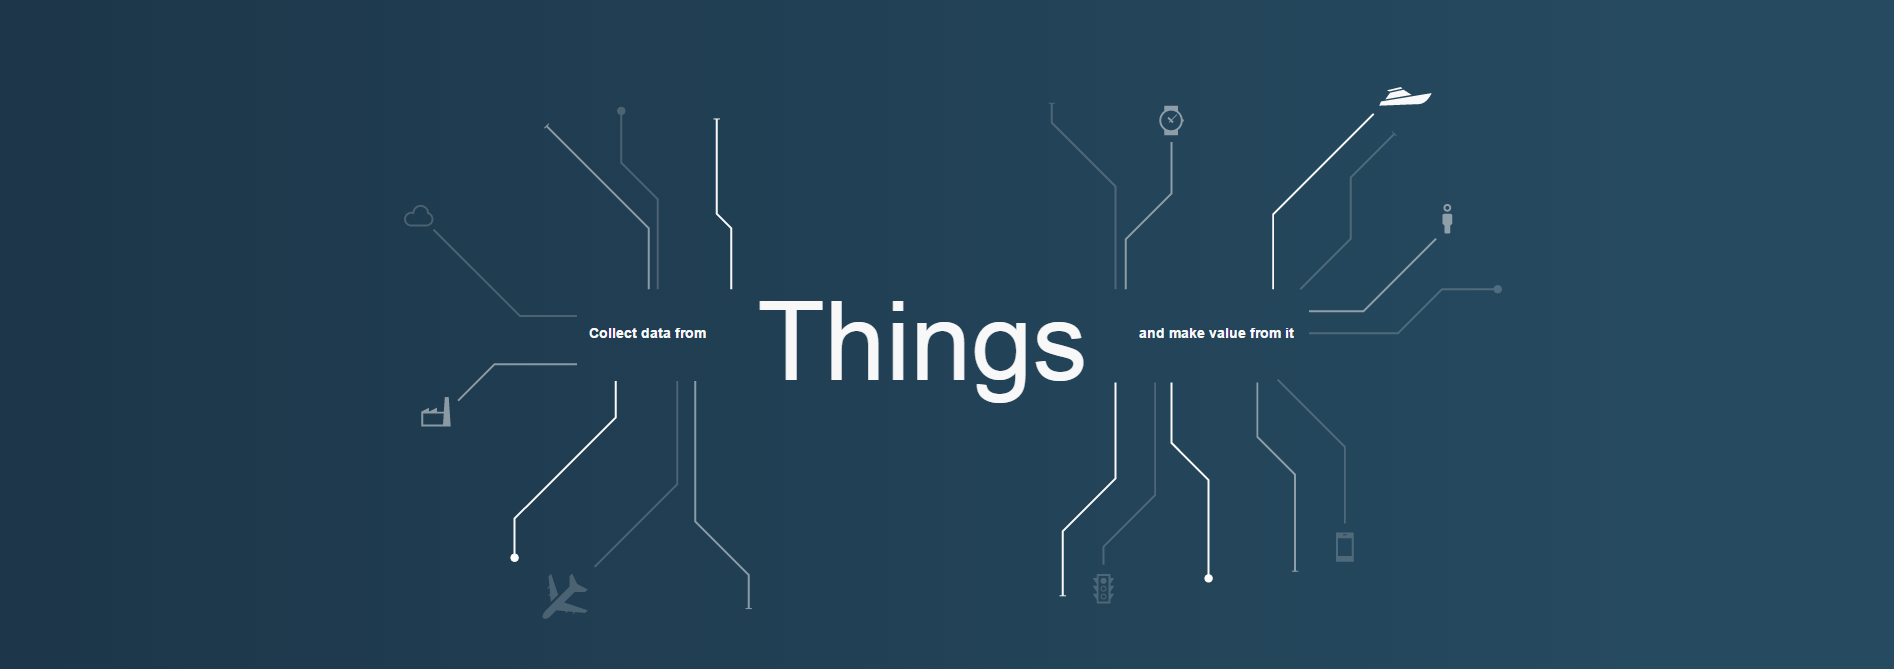 Collect data from
Things
and make value from it